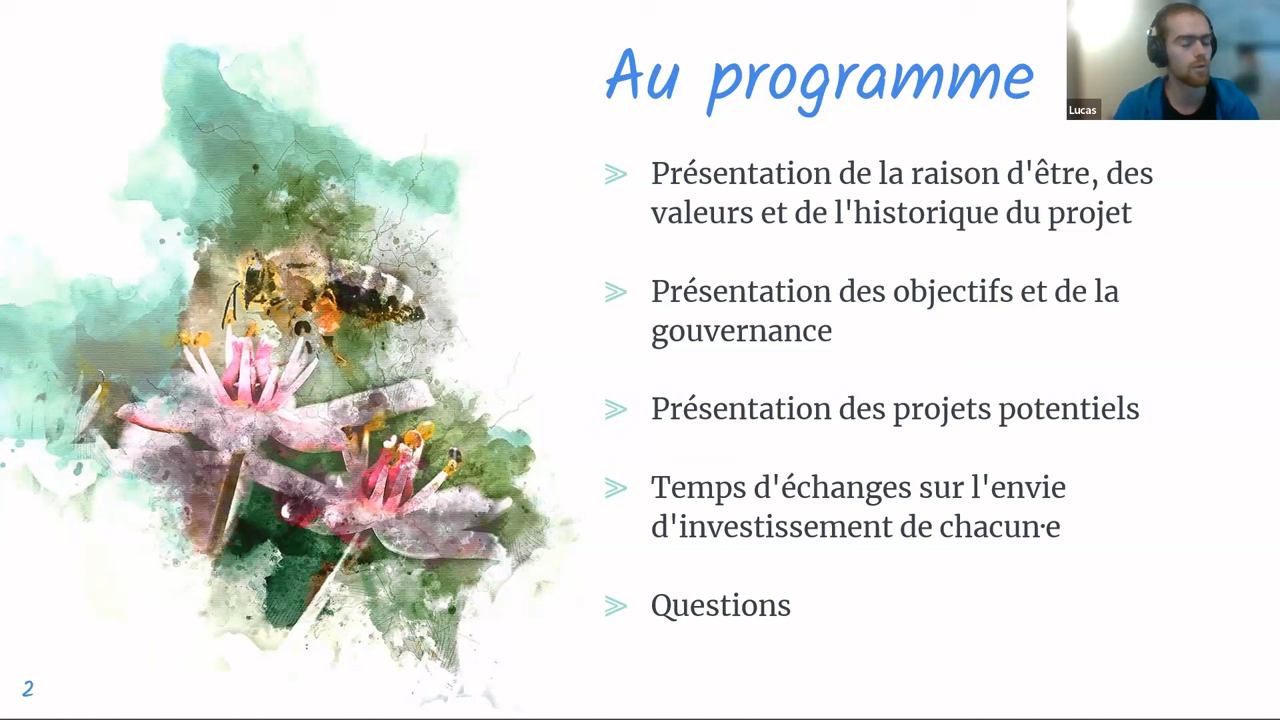 Au programme
Lucas
Présentation de la raison d'être, des
valeurs et de l'historique du projet
Présentation des objectifs et de la
gouvernance
Présentation des projets potentiels
Temps d'échanges sur l'envie
d'investissement de chacun·e
Questions
2